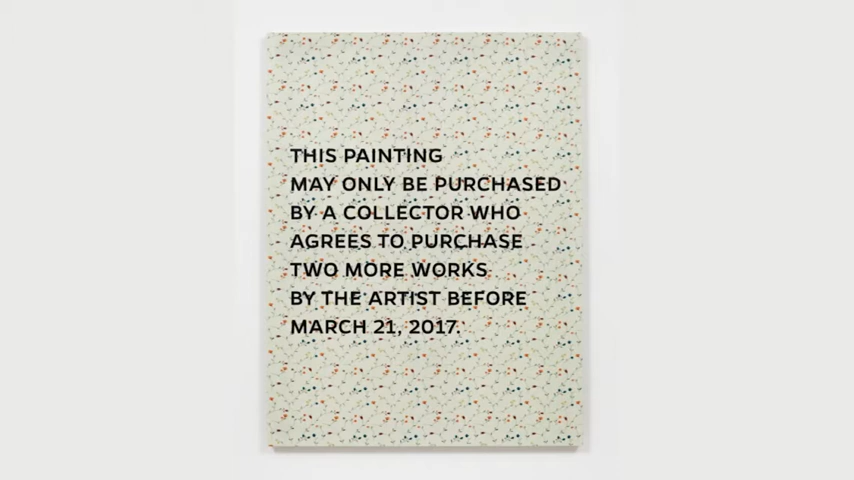 THIS PAINTING
MAY ONLY BE PURCHASED
BY A COLLECTOR WHO
AGREES TO PURCHASE
TWO MORE WORKS
BY THE ARTIST BEFORE
MARCH 21, 2017.